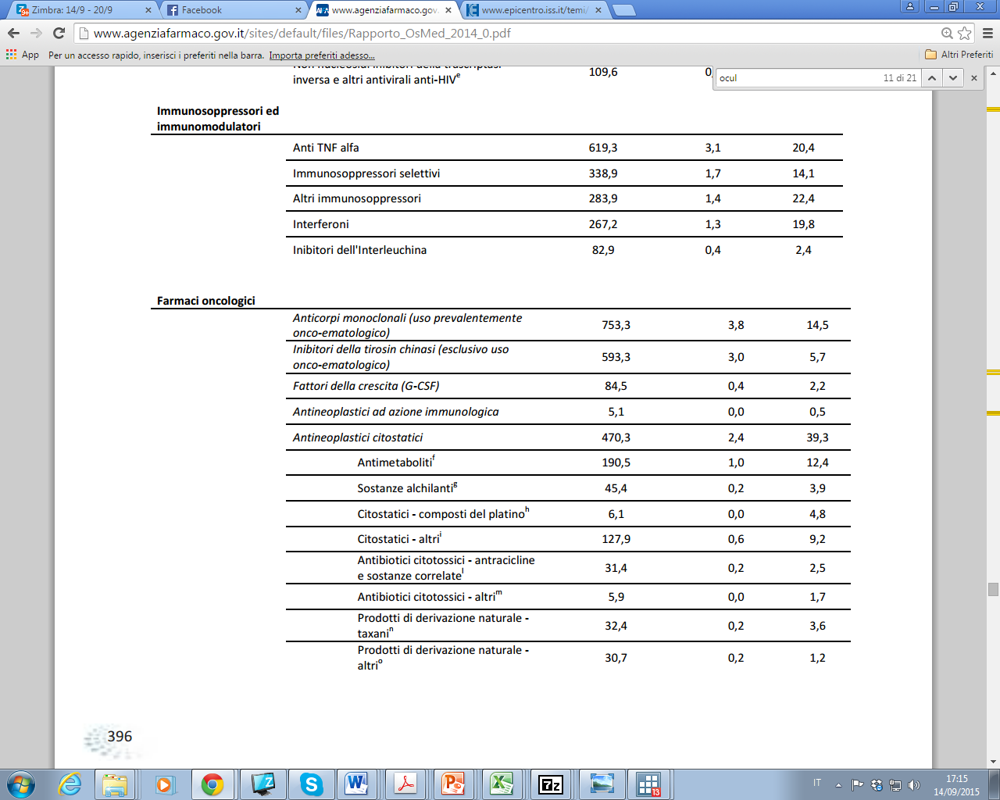 Zimbra: 14/9 - 20/9
Facebook
www.agenziafarmaco.gov.
www.epicentro.iss.it/temi/
www.agenziafarmaco.gov.it/sites/default/files/Rapporto_OsMed_2014_0.pdf
App Per un accesso rapido, inserisci i preferiti nella barra. Importa preferiti adesso... Altri Preferiti
ocul 11 di 21
inversa e altri antivirali anti-HIVᵉ 109,6 0,
Immunosoppressori ed
immunomodulatori
Anti TNF alfa 619,3 3,1 20,4
Immunosoppressori selettivi 338,9 1,7 14,1
Altri immunosoppressori 283,9 1,4 22,4
Interferoni 267,2 1,3 19,8
Inibitori dell'Interleuchina 82,9 0,4 2,4
Farmaci oncologici
Anticorpi monoclonali (uso prevalentemente
onco-ematologico) 753,3 3,8 14,5
Inibitori della tirosin chinasi (esclusivo uso
onco-ematologico) 593,3 3,0 5,7
Fattori della crescita (G-CSF) 84,5 0,4 2,2
Antineoplastici ad azione immunologica 5,1 0,0 0,5
Antineoplastici citostatici 470,3 2,4 39,3
Antimetabolitiᶠ 190,5 1,0 12,4
Sostanze alchilantiᵍ 45,4 0,2 3,9
Citostatici - composti del platinoʰ 6,1 0,0 4,8
Citostatici - altriⁱ 127,9 0,6 9,2
Antibiotici citotossici - antracicline
e sostanze correlateˡ 31,4 0,2 2,5
Antibiotici citotossici - altriᵐ 5,9 0,0 1,7
Prodotti di derivazione naturale -
taxaniⁿ 32,4 0,2 3,6
Prodotti di derivazione naturale -
altriᵒ 30,7 0,2 1,2
396
IT 17:15
14/09/2015
13